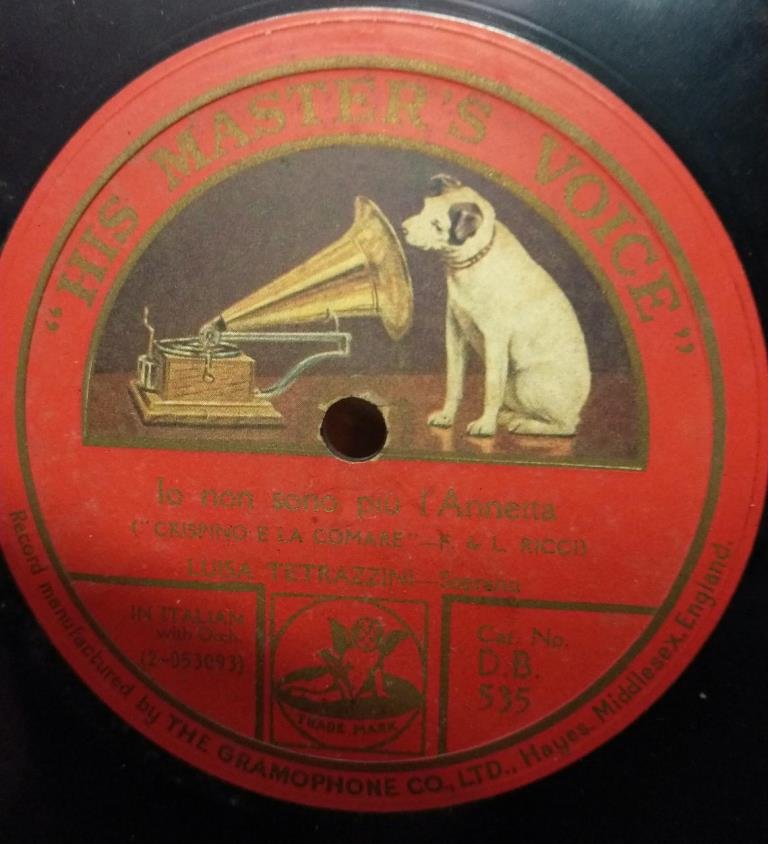 "HIS MASTER'S VOICE"
Io non sono più l'Annetta
("CRISPINO E LA COMARE"—F. & L. RICCI)
LUISA TETRAZZINI—Soprano
IN ITALIAN
with Orch.
(2-053093)
TRADE MARK
Cat. No.
D.B.
535
Record manufactured by THE GRAMOPHONE CO., LTD., Hayes, Middlesex, England.